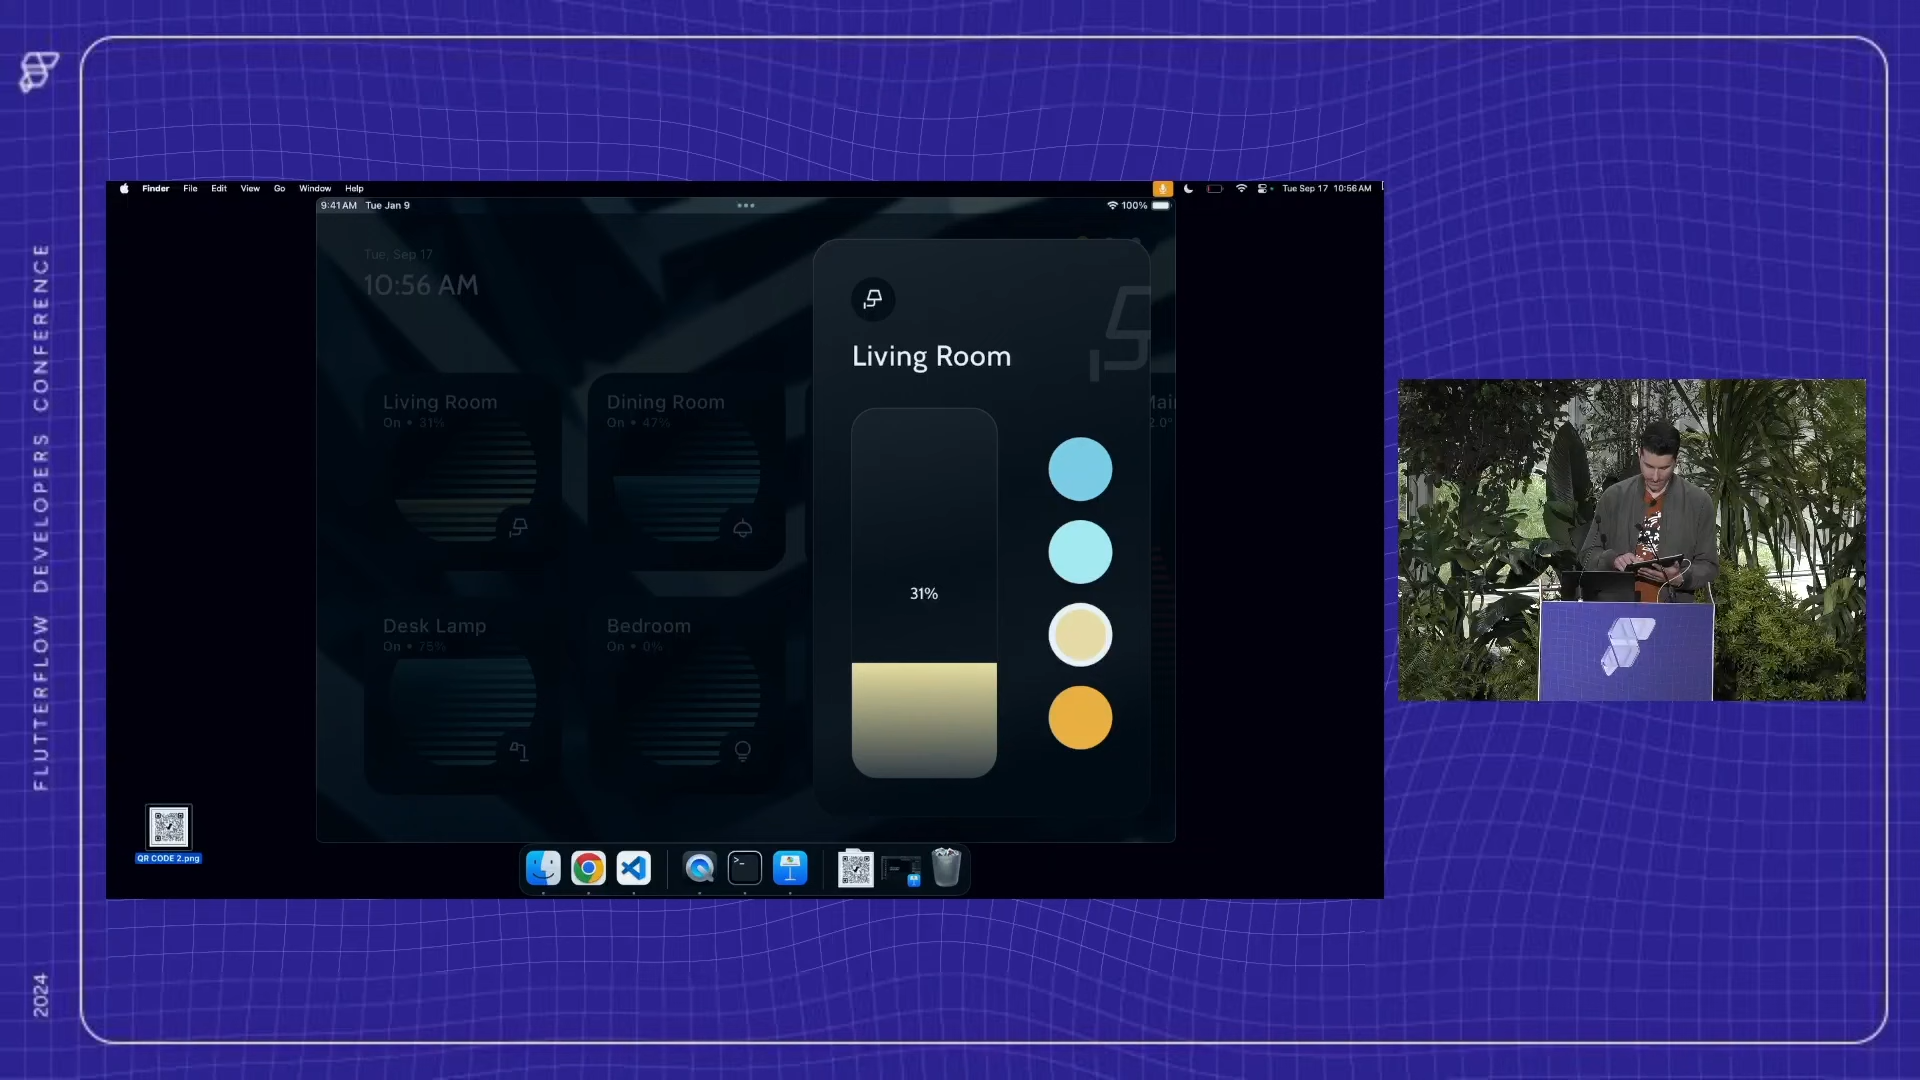 FLUTTERFLOW DEVELOPERS CONFERENCE
2024
Finder File Edit View Go Window Help
Tue Sep 17 10:56 AM
9:41 AM Tue Jan 9
100%
Tue, Sep 17
10:56 AM
Living Room
On • 31%
Dining Room
On • 47%
Desk Lamp
On • 75%
Bedroom
On • 0%
Living Room
31%
QR CODE 2.png